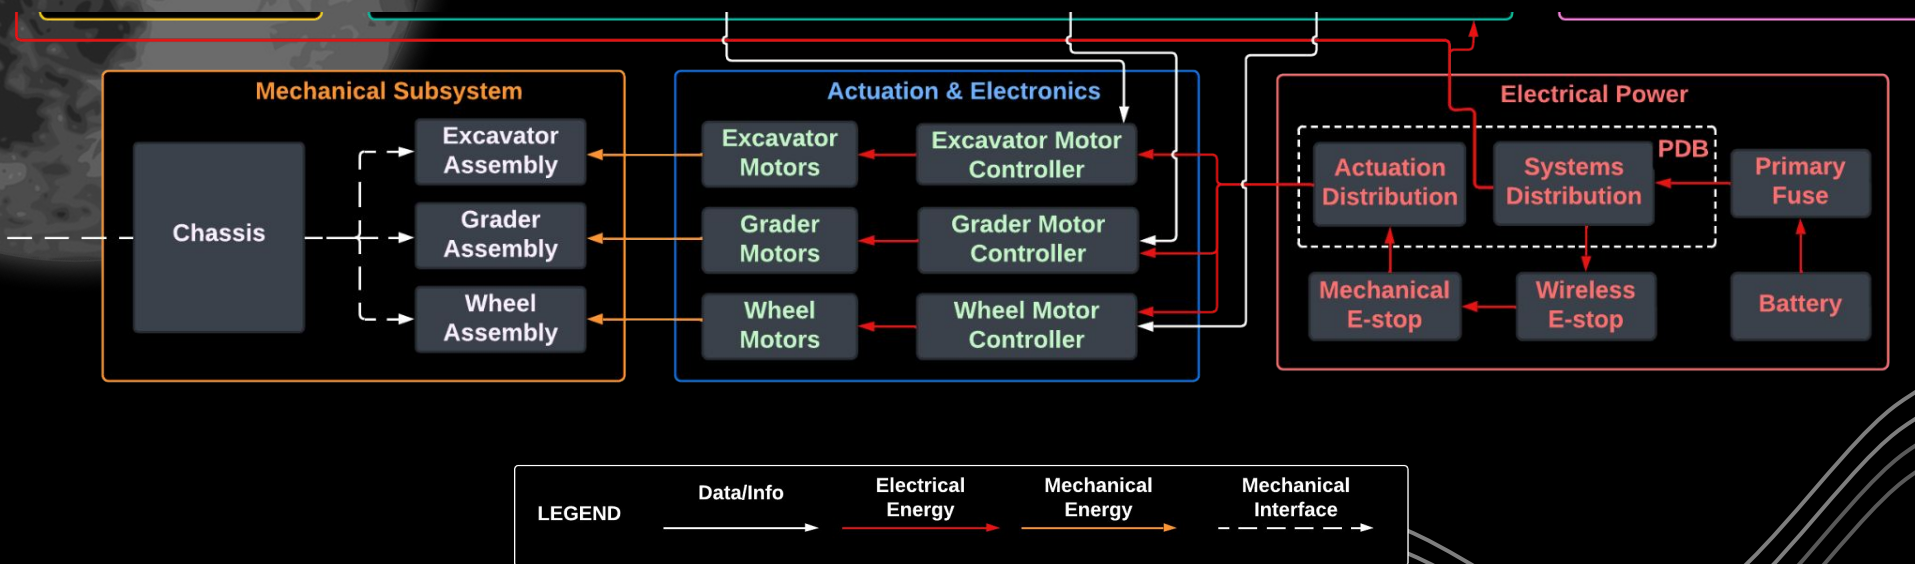 Mechanical Subsystem
Chassis
Excavator
Assembly
Grader
Assembly
Wheel
Assembly
Actuation & Electronics
Excavator
Motors
Excavator Motor
Controller
Grader
Motors
Grader Motor
Controller
Wheel
Motors
Wheel Motor
Controller
Electrical Power
PDB
Actuation
Distribution
Systems
Distribution
Primary
Fuse
Mechanical
E-stop
Wireless
E-stop
Battery
LEGEND
Data/Info
Electrical
Energy
Mechanical
Energy
Mechanical
Interface